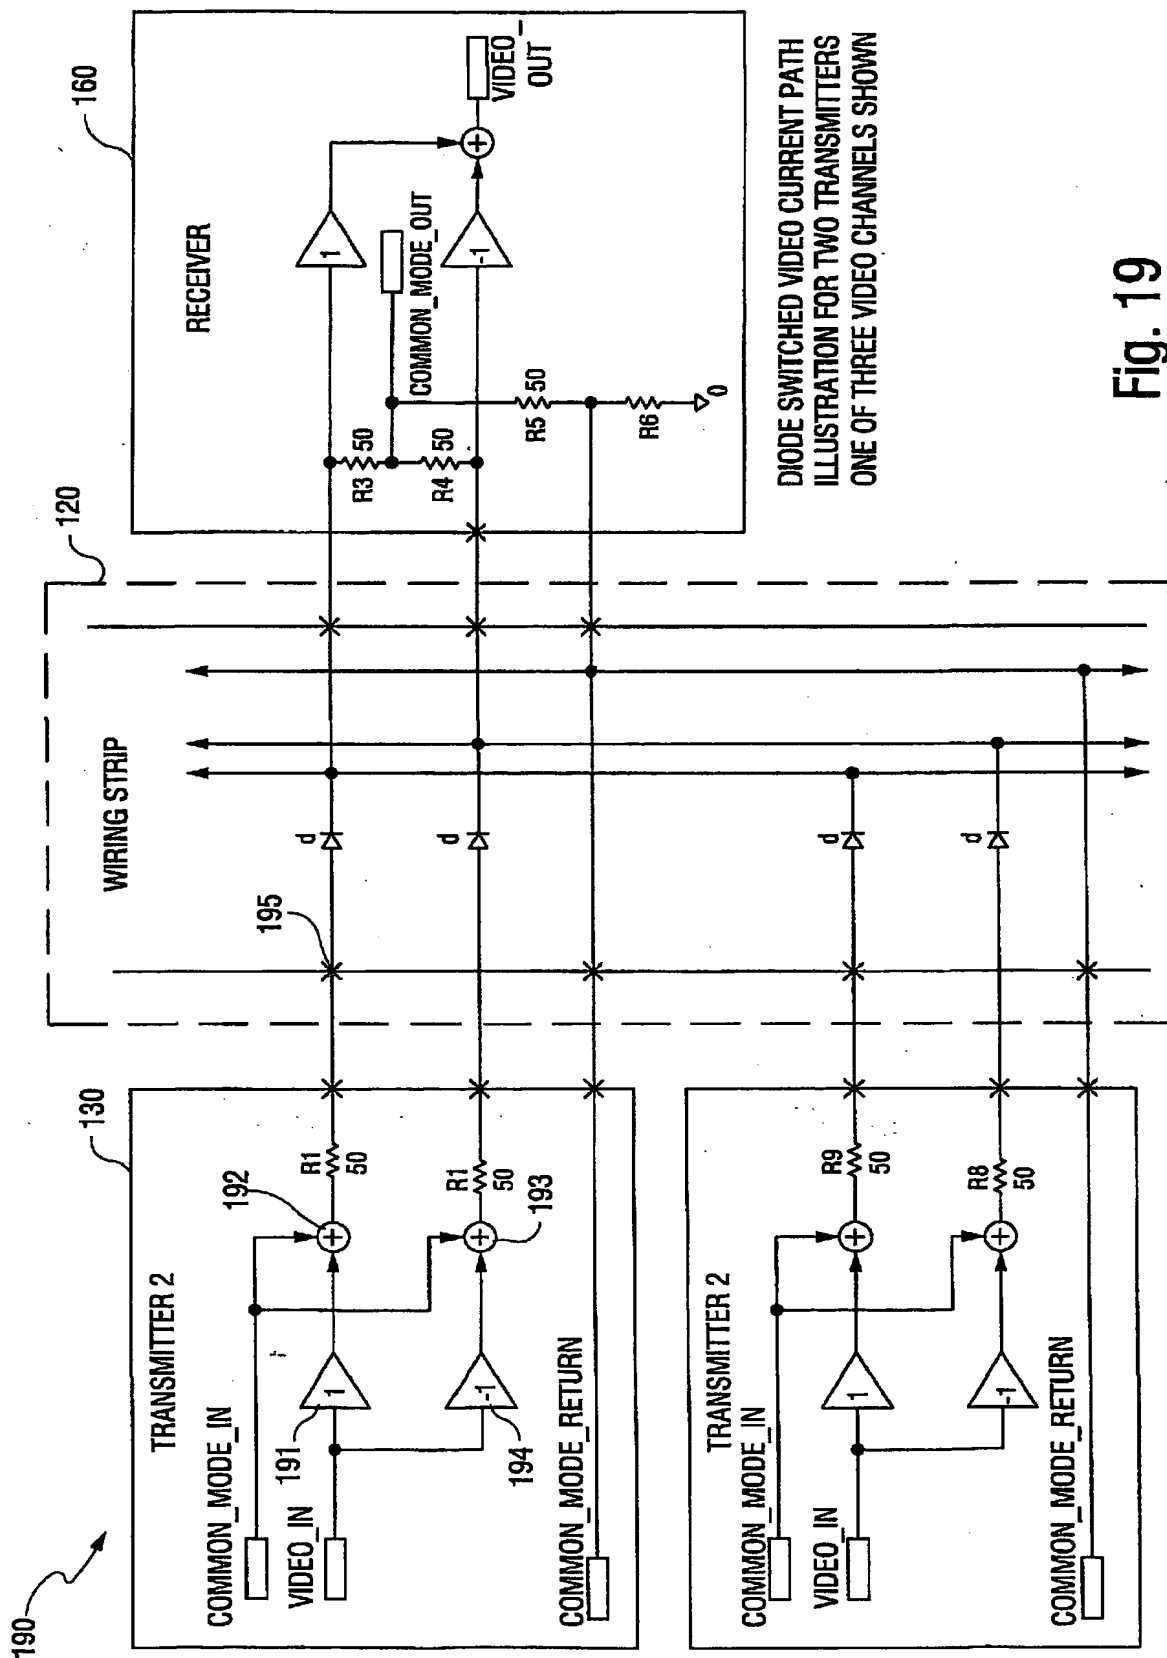 190
130
TRANSMITTER 2
COMMON_MODE_IN
VIDEO_IN
191
1
192
R1
50
194
-1
193
R1
50
COMMON_MODE_RETURN
TRANSMITTER 2
COMMON_MODE_IN
VIDEO_IN
1
R9
50
-1
R8
50
COMMON_MODE_RETURN
120
WIRING STRIP
195
d
d
d
d
160
RECEIVER
R3
50
R4
50
COMMON_MODE_OUT
1
-1
VIDEO_
OUT
R5
50
R6
0
DIODE SWITCHED VIDEO CURRENT PATH
ILLUSTRATION FOR TWO TRANSMITTERS
ONE OF THREE VIDEO CHANNELS SHOWN
Fig. 19